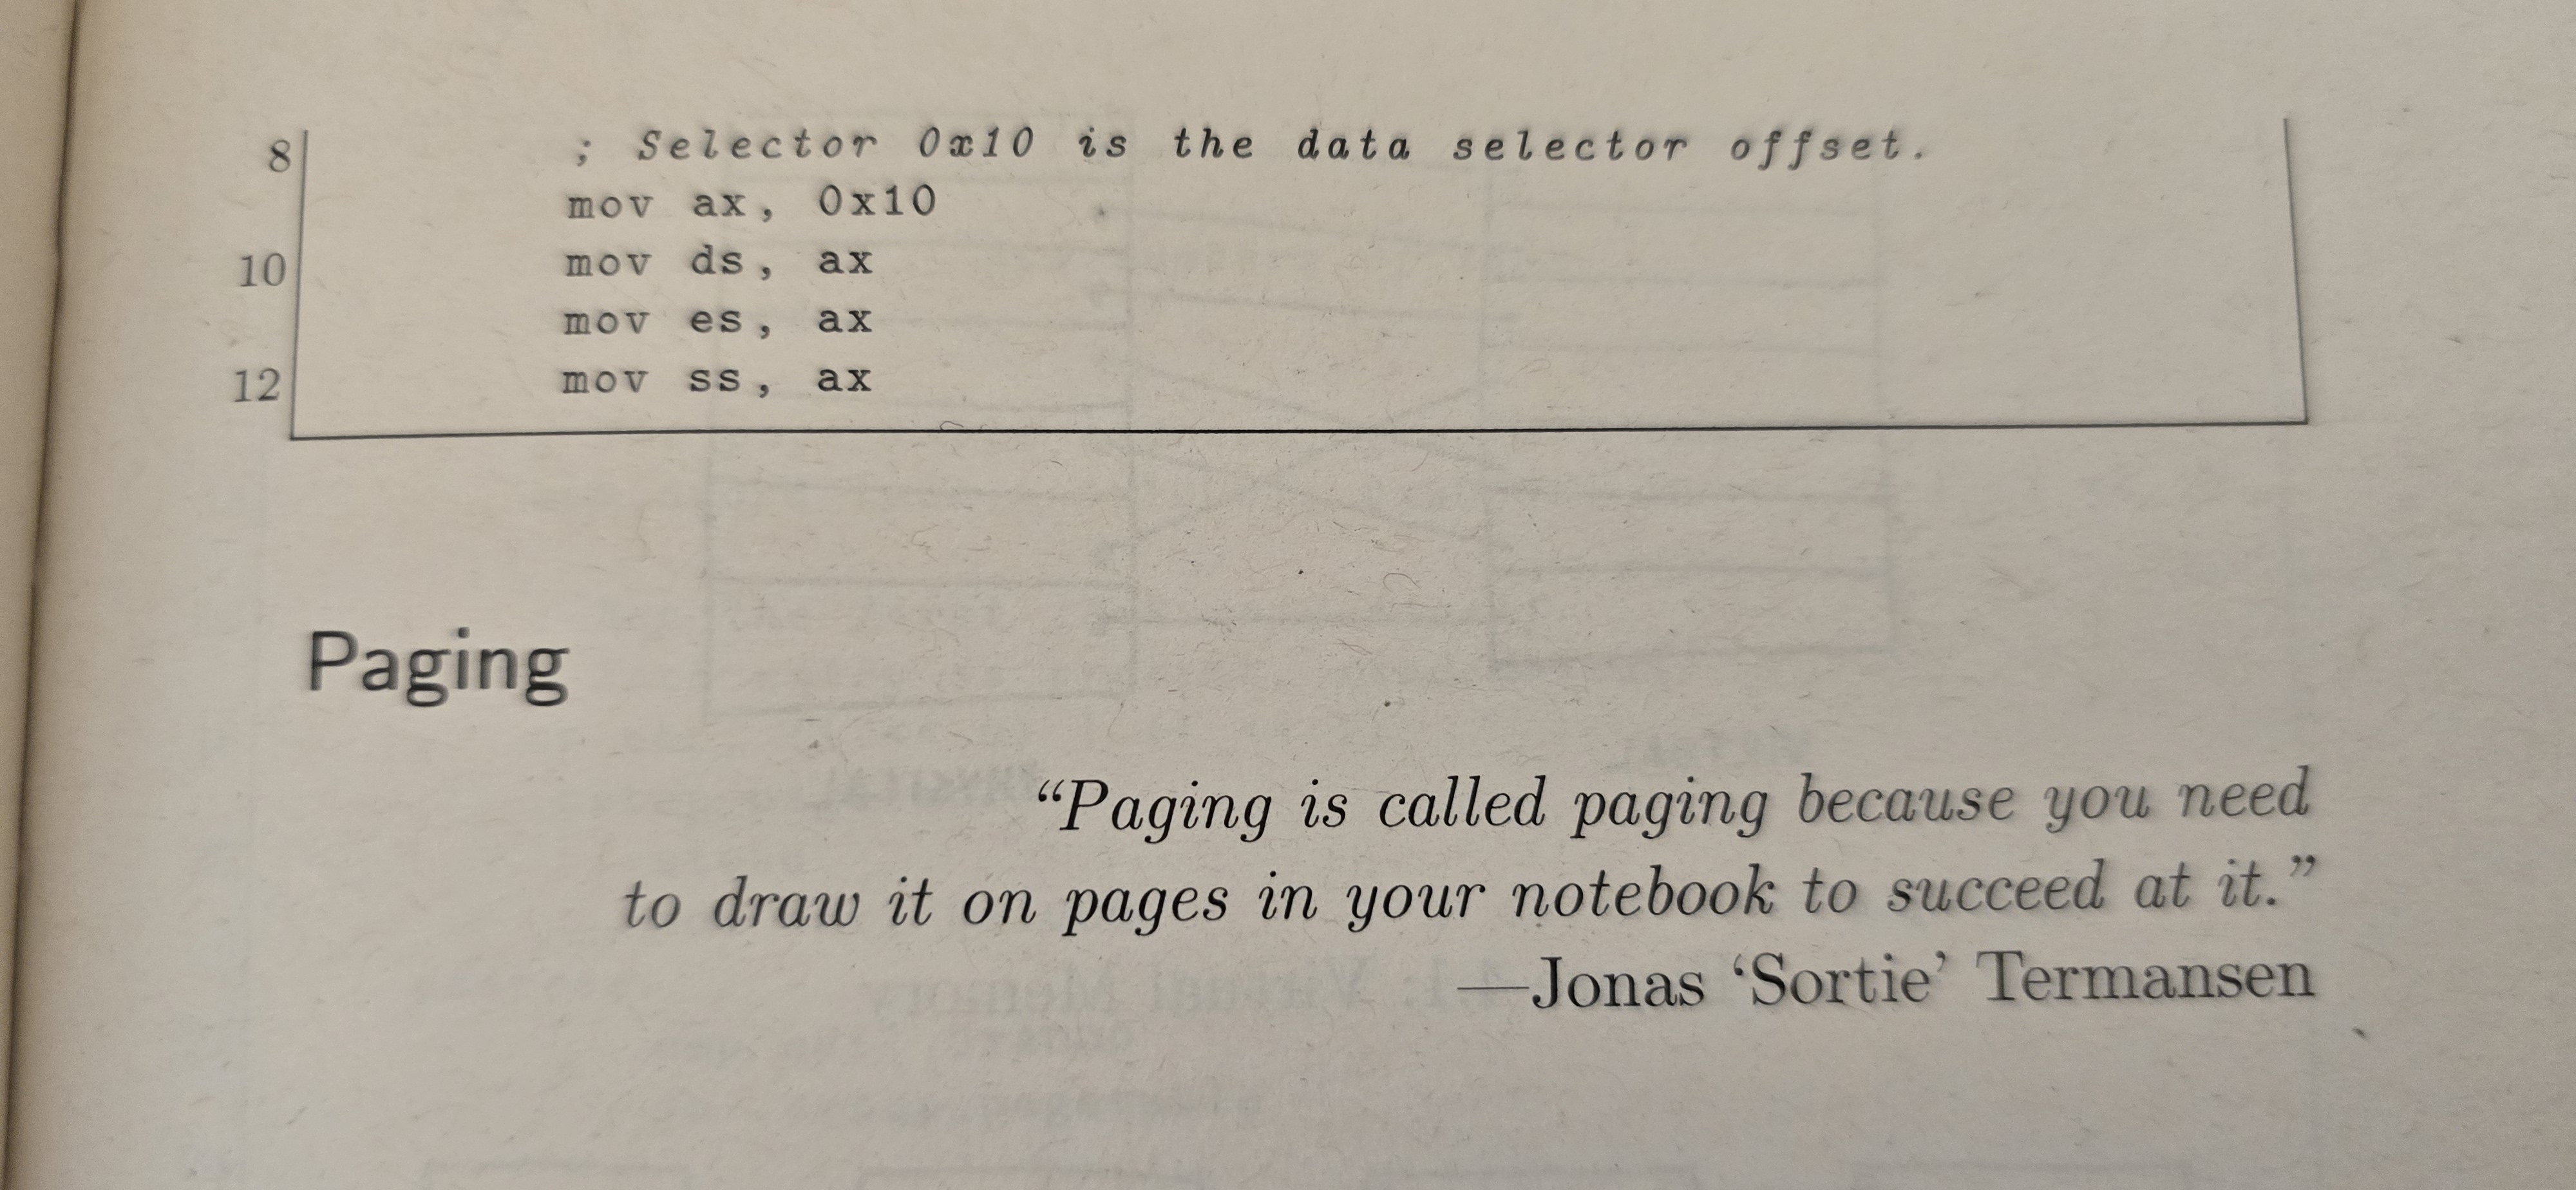 8 ; Selector 0x10 is the data selector offset.
mov ax, 0x10
10 mov ds, ax
mov es, ax
12 mov ss, ax
Paging
“Paging is called paging because you need
to draw it on pages in your notebook to succeed at it.”
—Jonas ‘Sortie’ Termansen